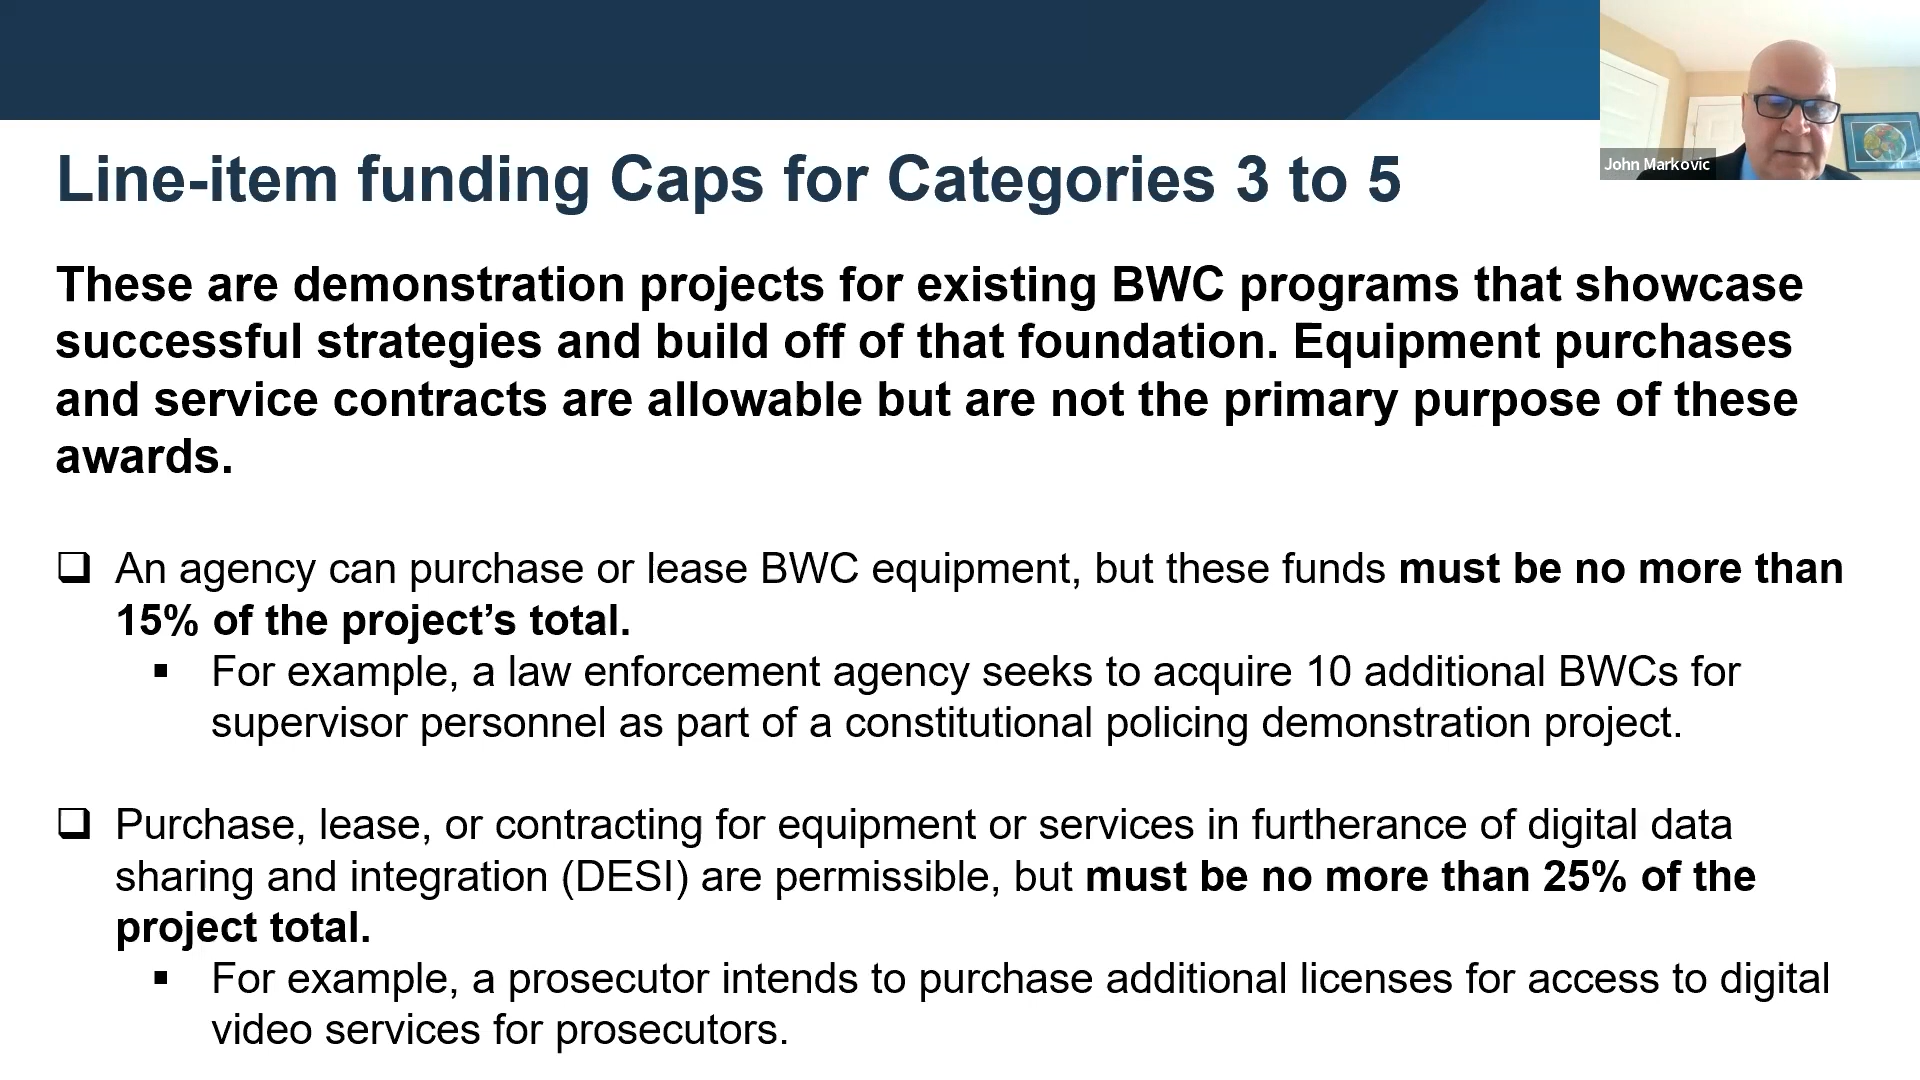 John Markovic
Line-item funding Caps for Categories 3 to 5
These are demonstration projects for existing BWC programs that showcase
successful strategies and build off of that foundation. Equipment purchases
and service contracts are allowable but are not the primary purpose of these
awards.
❑ An agency can purchase or lease BWC equipment, but these funds must be no more than
15% of the project’s total.
▪ For example, a law enforcement agency seeks to acquire 10 additional BWCs for
supervisor personnel as part of a constitutional policing demonstration project.
❑ Purchase, lease, or contracting for equipment or services in furtherance of digital data
sharing and integration (DESI) are permissible, but must be no more than 25% of the
project total.
▪ For example, a prosecutor intends to purchase additional licenses for access to digital
video services for prosecutors.